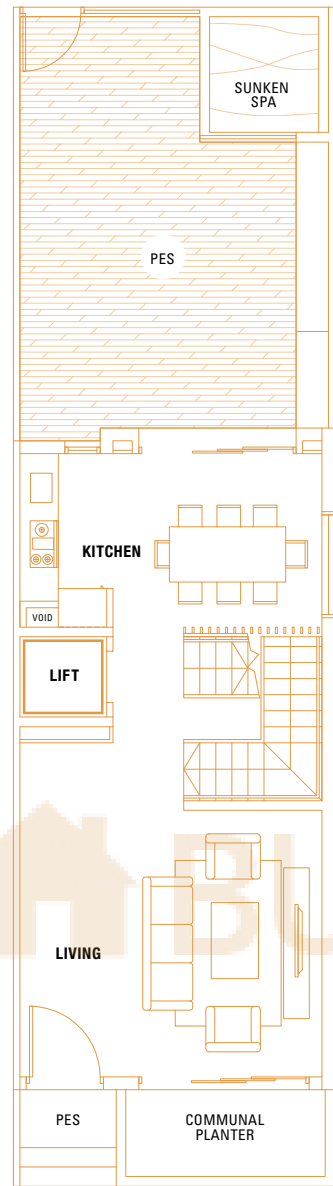 SUNKEN
SPA
PES
KITCHEN
VOID
LIFT
LIVING
PES
COMMUNAL
PLANTER